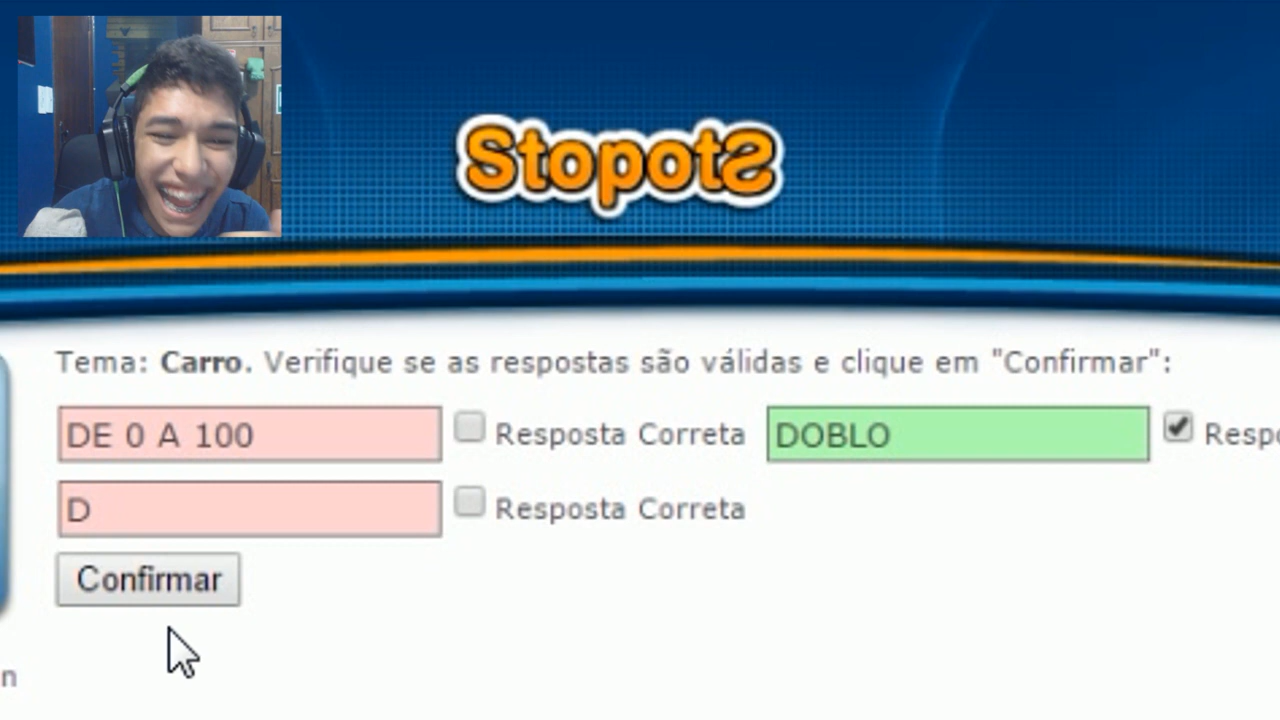 StopotS
Tema: Carro. Verifique se as respostas são válidas e clique em "Confirmar":
DE 0 A 100 Resposta Correta DOBLO Resp
D Resposta Correta
Confirmar
n